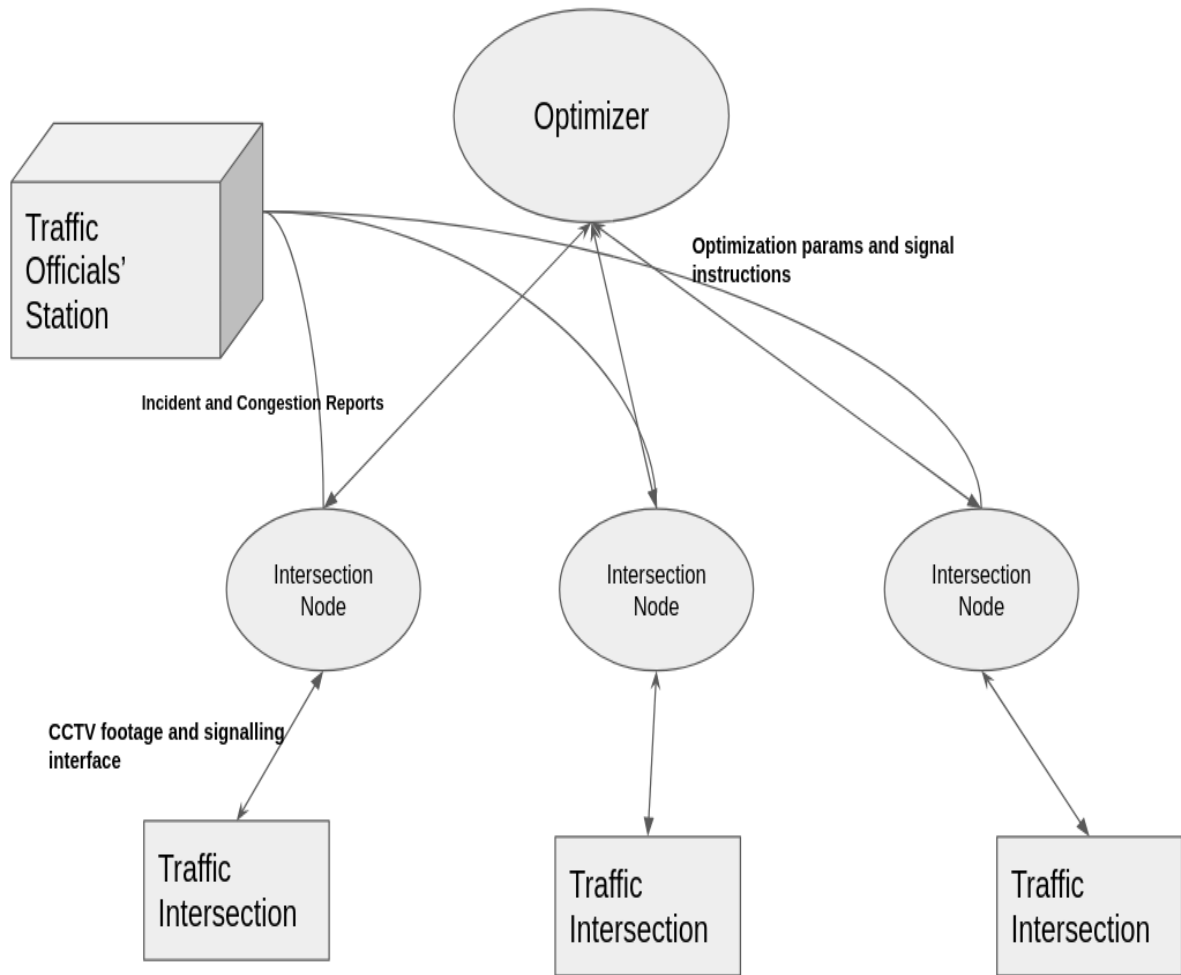 Optimizer
Traffic
Officials’
Station
Optimization params and signal
instructions
Incident and Congestion Reports
Intersection
Node
Intersection
Node
Intersection
Node
CCTV footage and signalling
interface
Traffic
Intersection
Traffic
Intersection
Traffic
Intersection